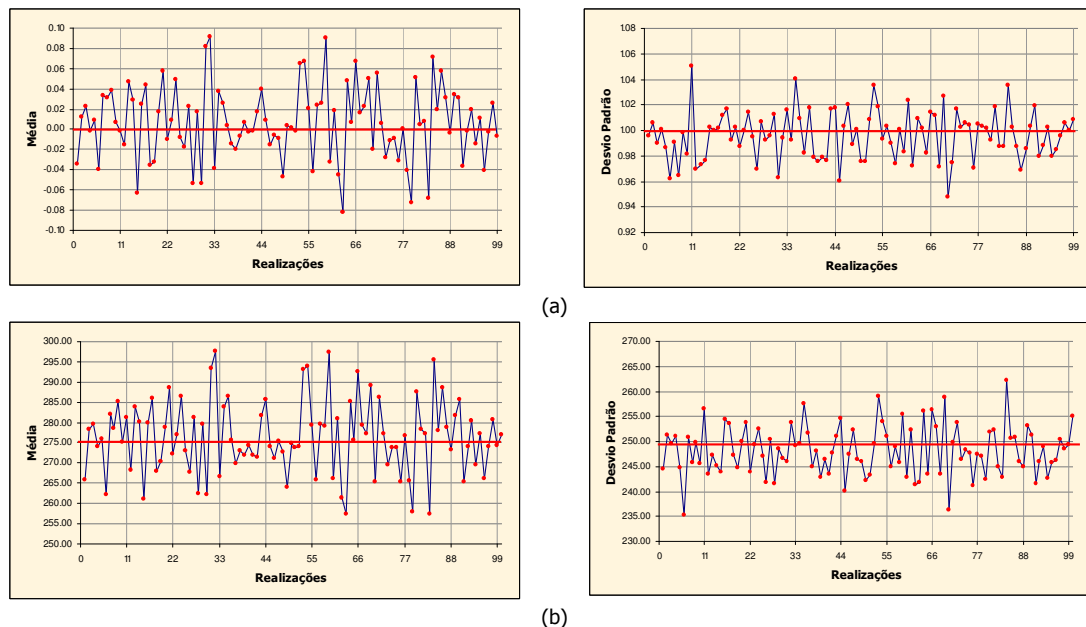 Média
0.10
0.08
0.06
0.04
0.02
0.00
-0.02
-0.04
-0.06
-0.08
-0.10
0 11 22 33 44 55 66 77 88 99
Realizações
Desvio Padrão
1.08
1.06
1.04
1.02
1.00
0.98
0.96
0.94
0.92
0 11 22 33 44 55 66 77 88 99
Realizações
(a)
Média
300.00
295.00
290.00
285.00
280.00
275.00
270.00
265.00
260.00
255.00
250.00
0 11 22 33 44 55 66 77 88 99
Realizações
Desvio Padrão
270.00
265.00
260.00
255.00
250.00
245.00
240.00
235.00
230.00
0 11 22 33 44 55 66 77 88 99
Realizações
(b)